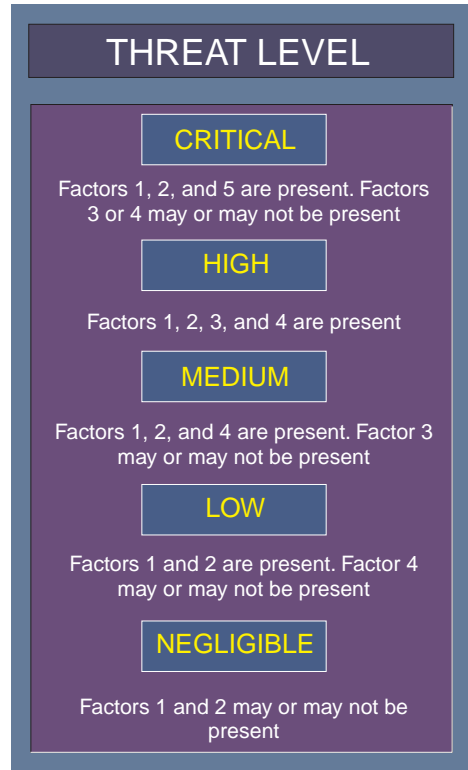 THREAT LEVEL
CRITICAL
Factors 1, 2, and 5 are present. Factors
3 or 4 may or may not be present
HIGH
Factors 1, 2, 3, and 4 are present
MEDIUM
Factors 1, 2, and 4 are present. Factor 3
may or may not be present
LOW
Factors 1 and 2 are present. Factor 4
may or may not be present
NEGLIGIBLE
Factors 1 and 2 may or may not be
present